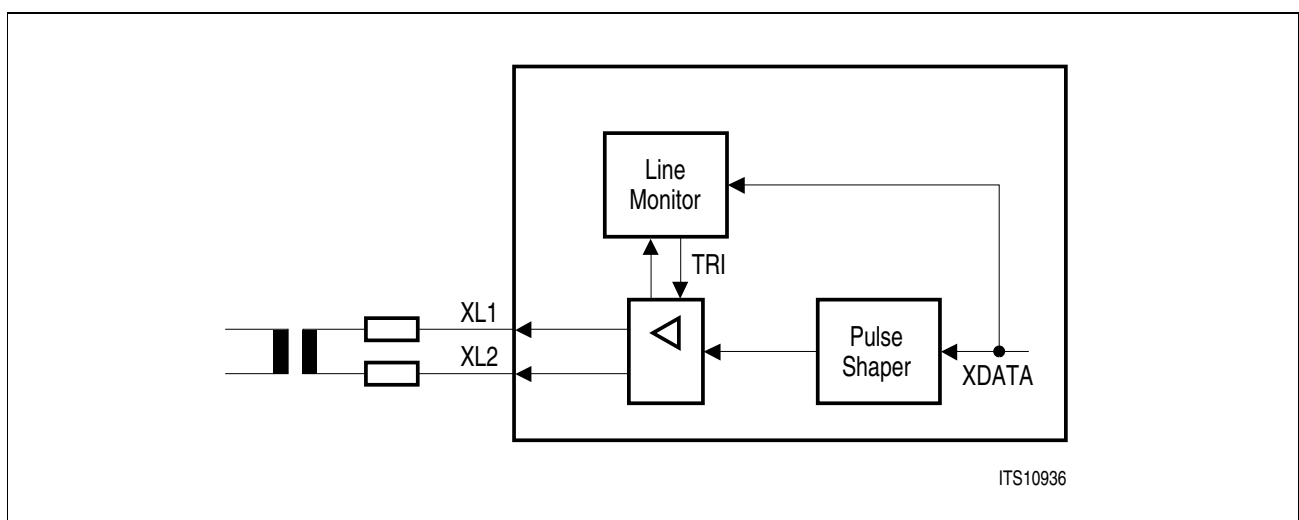 Line
Monitor
TRI
XL1
XL2
Pulse
Shaper
XDATA
ITS10936